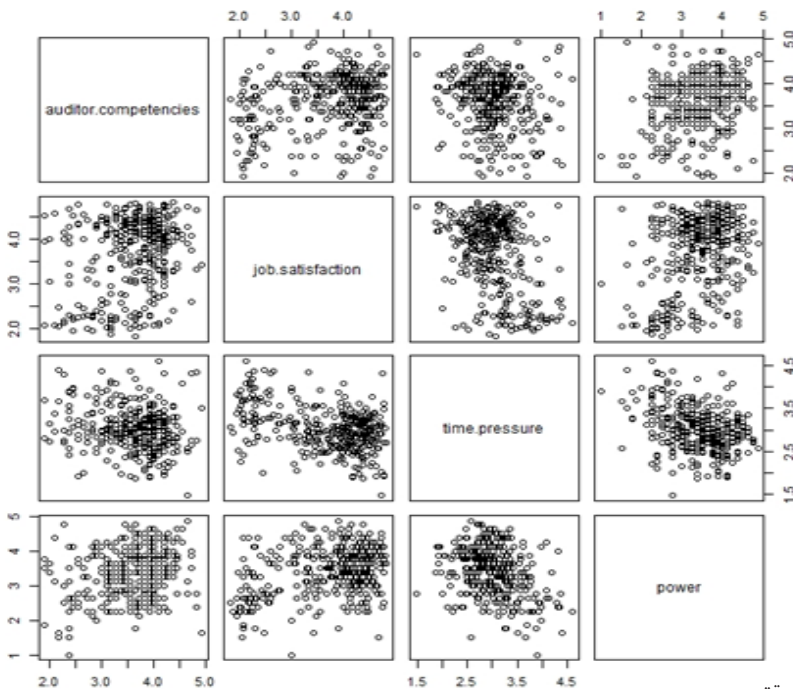 2.0 3.0 4.0 1 2 3 4 5
auditor.competencies
2.0 3.0 4.0 5.0
job.satisfaction
2.0 3.0 4.0
time.pressure
1.5 2.5 3.5 4.5
power
1 2 3 4 5
2.0 3.0 4.0 5.0 1.5 2.5 3.5 4.5